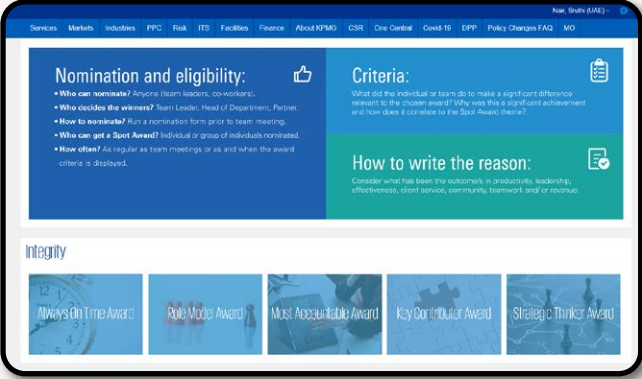 Nair, Sruthi (UAE) -
Services Markets Industries PPC Risk ITS Facilities Finance About KPMG CSR One Central Covid-19 DPP Policy Changes FAQ MO
Nomination and eligibility:
• Who can nominate? Anyone (team leaders, co-workers).
• Who decides the winners? Team Leader, Head of Department, Partner.
• How to nominate? Run a nomination form prior to team meeting.
• Who can get a Spot Award? Individual or group of individuals nominated.
• How often? As regular as team meetings or as and when the award
criteria is displayed.
Criteria:
What did the individual or team do to make a significant difference
relevant to the chosen award? Why was this a significant achievement
and how does it correlate to the Spot Award theme?
How to write the reason:
Consider what has been the outcome/s in productivity, leadership,
effectiveness, client service, community, teamwork and/ or revenue.
Integrity
Always On Time Award
Role Model Award
Most Accountable Award
Key Contributer Award
Strategic Thinker Award